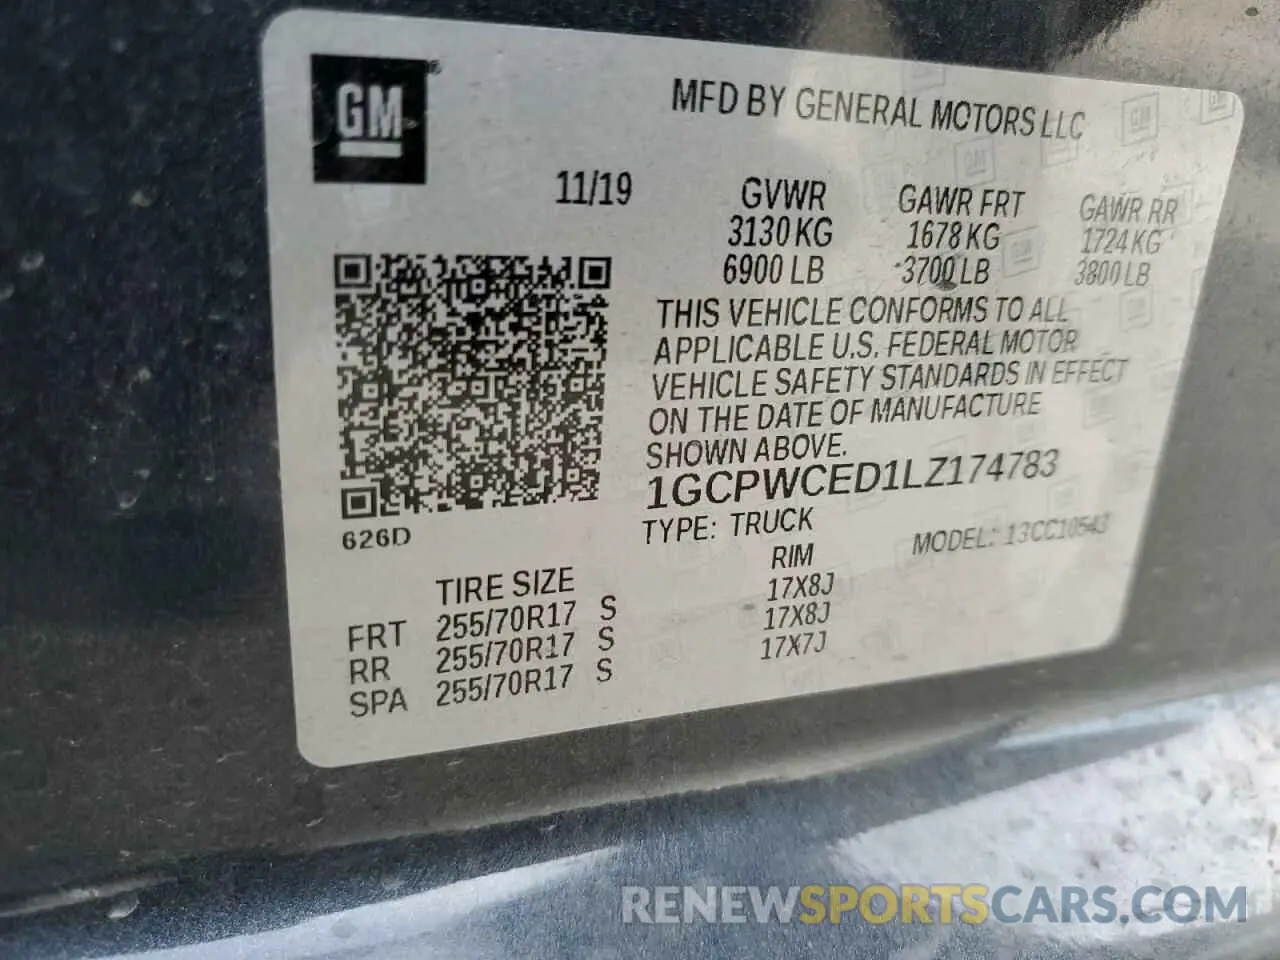 GM
MFD BY GENERAL MOTORS LLC
11/19
GVWR GAWR FRT GAWR RR
3130 KG 1678 KG 1724 KG
6900 LB 3700 LB 3800 LB
THIS VEHICLE CONFORMS TO ALL
APPLICABLE U.S. FEDERAL MOTOR
VEHICLE SAFETY STANDARDS IN EFFECT
ON THE DATE OF MANUFACTURE
SHOWN ABOVE.
1GCPWCED1LZ174783
626D
TYPE: TRUCK MODEL: 13CC10543
TIRE SIZE RIM
FRT 255/70R17 S 17X8J
RR 255/70R17 S 17X8J
SPA 255/70R17 S 17X7J
RENEWSPORTSCARS.COM